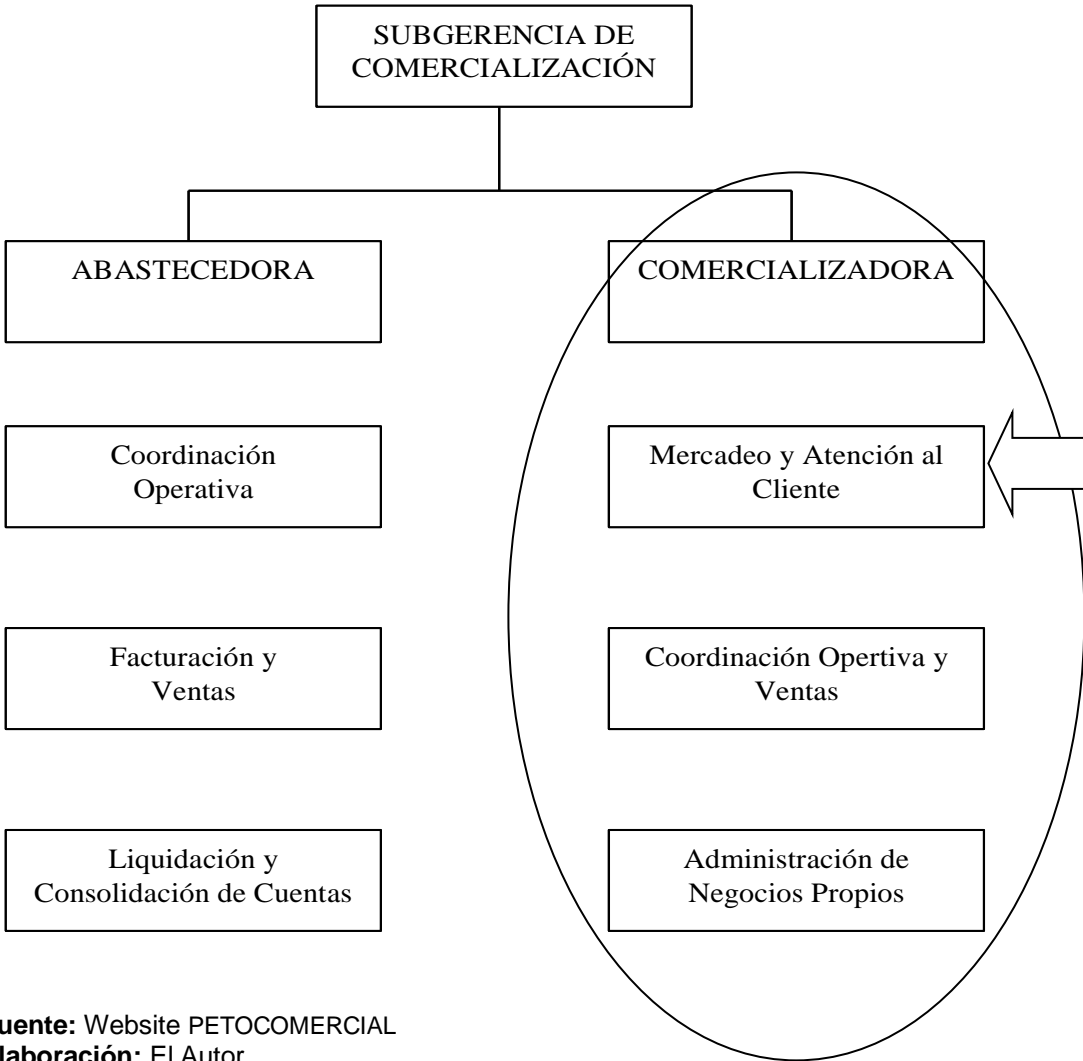 SUBGERENCIA DE
COMERCIALIZACIÓN
ABASTECEDORA
COMERCIALIZADORA
Coordinación
Operativa
Mercadeo y Atención al
Cliente
Facturación y
Ventas
Coordinación Opertiva y
Ventas
Liquidación y
Consolidación de Cuentas
Administración de
Negocios Propios
uente: Website PETOCOMERCIAL
laboración: El Autor